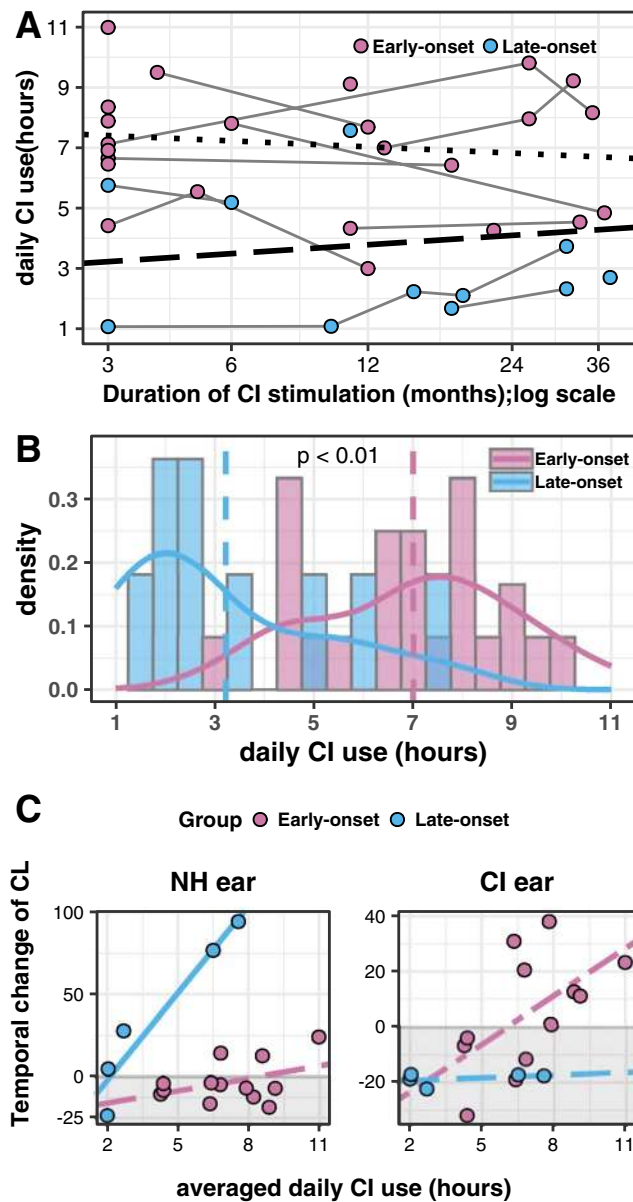 A
Early-onset Late-onset
daily CI use(hours)
11
9
7
5
3
1
3 6 12 24 36
Duration of CI stimulation (months);log scale
B
p < 0.01
Early-onset
Late-onset
density
0.3
0.2
0.1
0.0
1 3 5 7 9 11
daily CI use (hours)
C
Group Early-onset Late-onset
NH ear CI ear
Temporal change of CL
100
50
0
-25
2 5 8 11
40
20
0
-20
2 5 8 11
averaged daily CI use (hours)